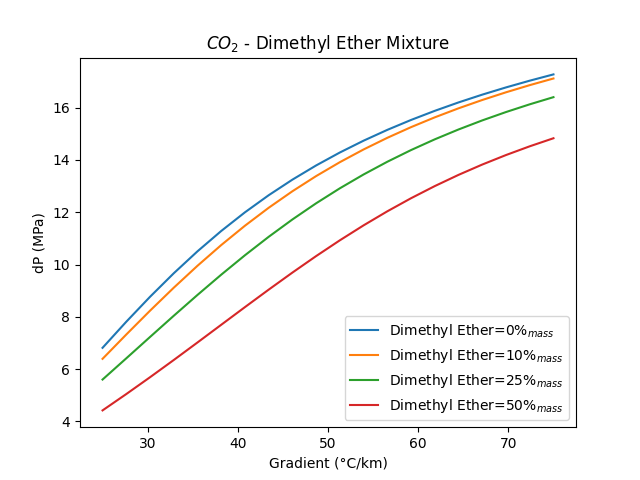 CO₂ - Dimethyl Ether Mixture
dP (MPa)
16
14
12
10
8
6
4
30 40 50 60 70
Gradient (°C/km)
Dimethyl Ether=0%mass
Dimethyl Ether=10%mass
Dimethyl Ether=25%mass
Dimethyl Ether=50%mass